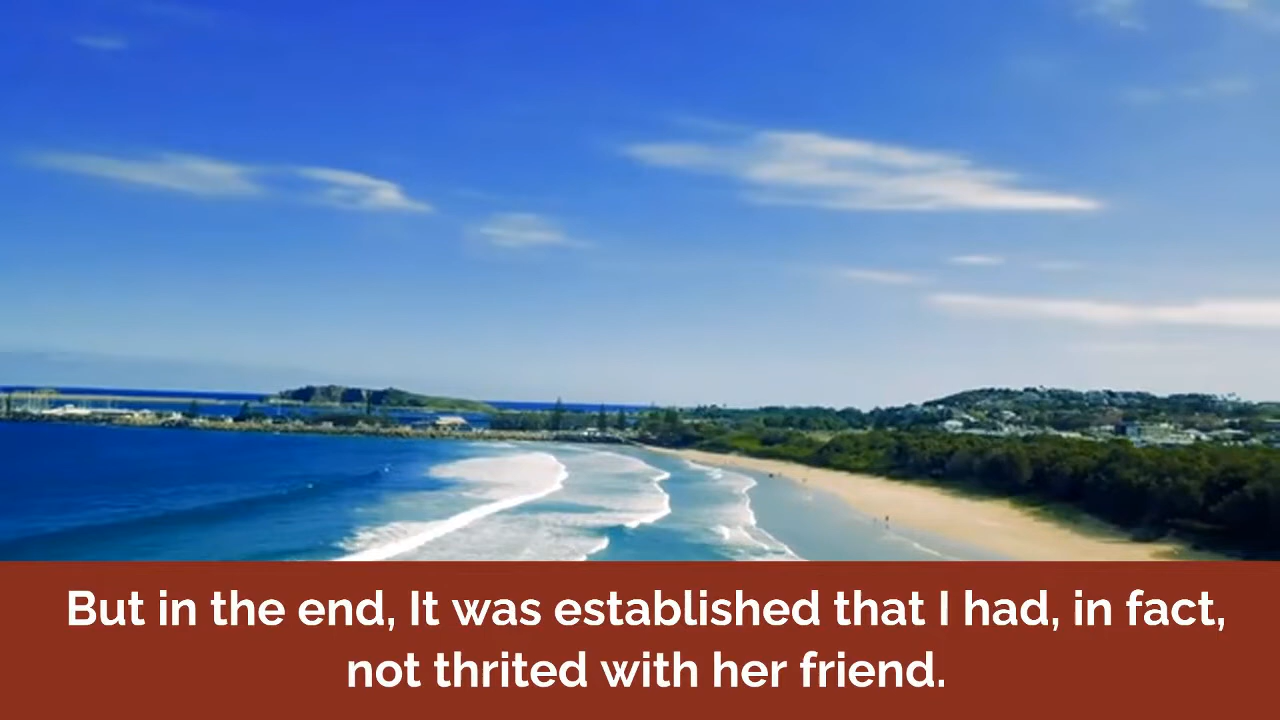 But in the end, It was established that I had, in fact,
not thrited with her friend.